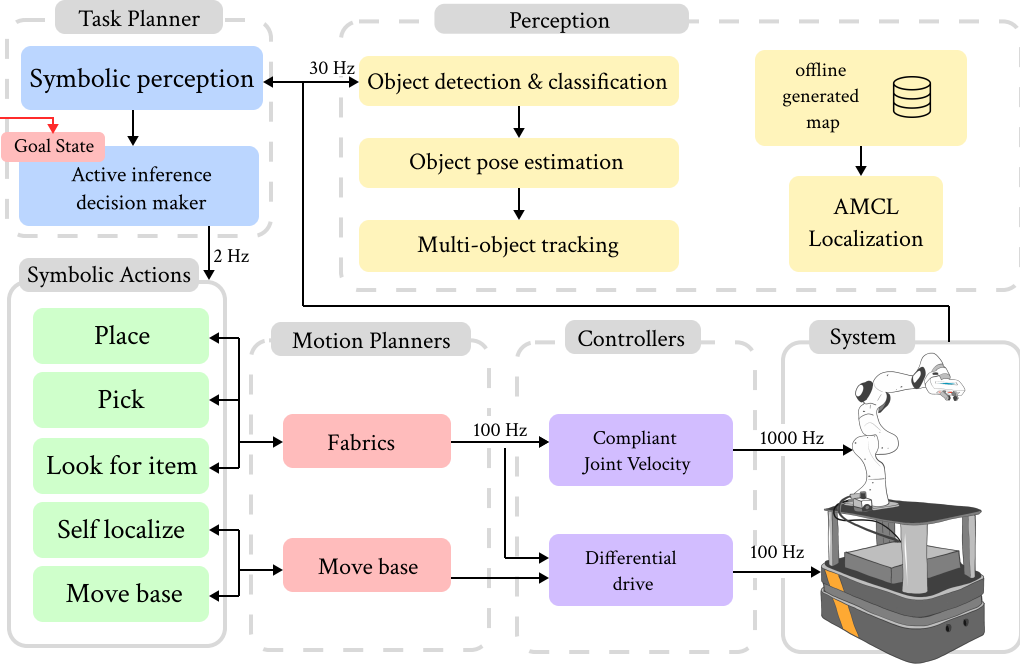 Task Planner
Symbolic perception
Goal State
Active inference
decision maker
2 Hz
30 Hz
Perception
Object detection & classification
Object pose estimation
Multi-object tracking
offline
generated
map
AMCL
Localization
Symbolic Actions
Place
Pick
Look for item
Self localize
Move base
Motion Planners
Fabrics
Move base
100 Hz
Controllers
Compliant
Joint Velocity
Differential
drive
1000 Hz
100 Hz
System